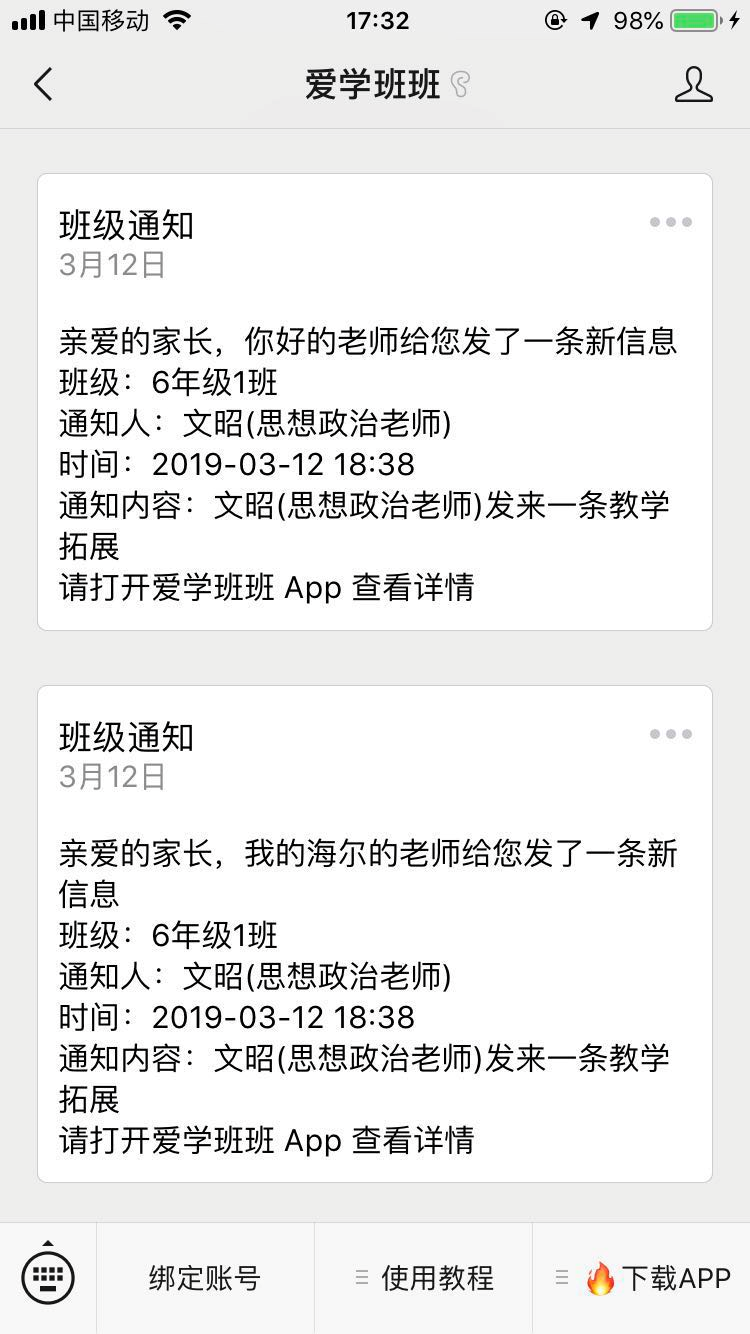 中国移动 17:32 98%
爱学班班
班级通知
3月12日
亲爱的家长，你好的老师给您发了一条新信息
班级：6年级1班
通知人：文昭(思想政治老师)
时间：2019-03-12 18:38
通知内容：文昭(思想政治老师)发来一条教学
拓展
请打开爱学班班 App 查看详情
班级通知
3月12日
亲爱的家长，我的海尔的老师给您发了一条新
信息
班级：6年级1班
通知人：文昭(思想政治老师)
时间：2019-03-12 18:38
通知内容：文昭(思想政治老师)发来一条教学
拓展
请打开爱学班班 App 查看详情
绑定账号 使用教程 🔥下载APP